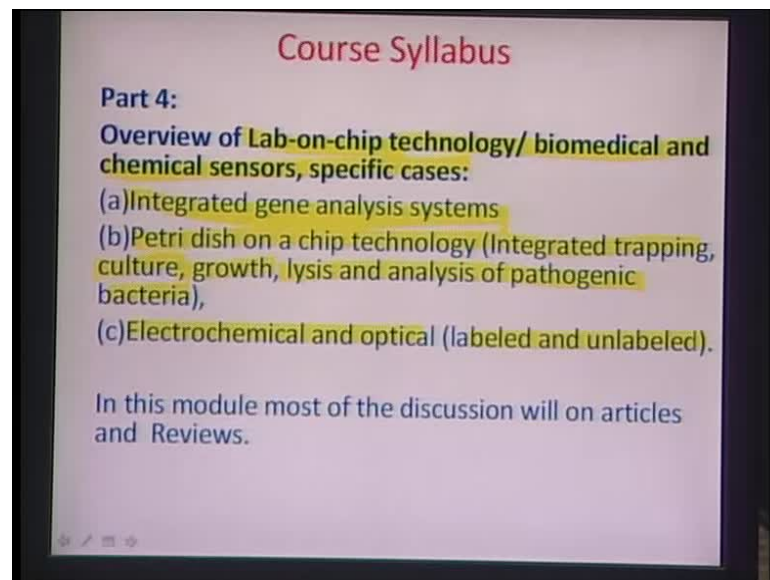 Course Syllabus
Part 4:
Overview of Lab-on-chip technology/ biomedical and
chemical sensors, specific cases:
(a)Integrated gene analysis systems
(b)Petri dish on a chip technology (Integrated trapping,
culture, growth, lysis and analysis of pathogenic
bacteria),
(c)Electrochemical and optical (labeled and unlabeled).
In this module most of the discussion will on articles
and Reviews.